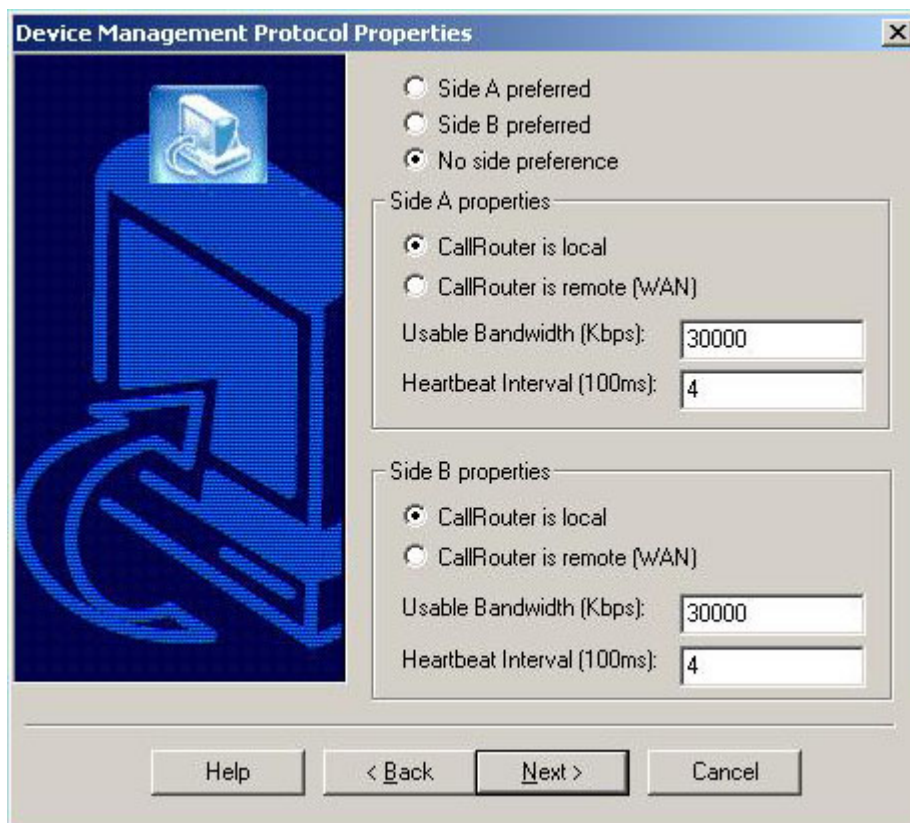 Device Management Protocol Properties
Side A preferred
Side B preferred
No side preference
Side A properties
CallRouter is local
CallRouter is remote (WAN)
Usable Bandwidth (Kbps): 30000
Heartbeat Interval (100ms): 4
Side B properties
CallRouter is local
CallRouter is remote (WAN)
Usable Bandwidth (Kbps): 30000
Heartbeat Interval (100ms): 4
Help < Back Next > Cancel